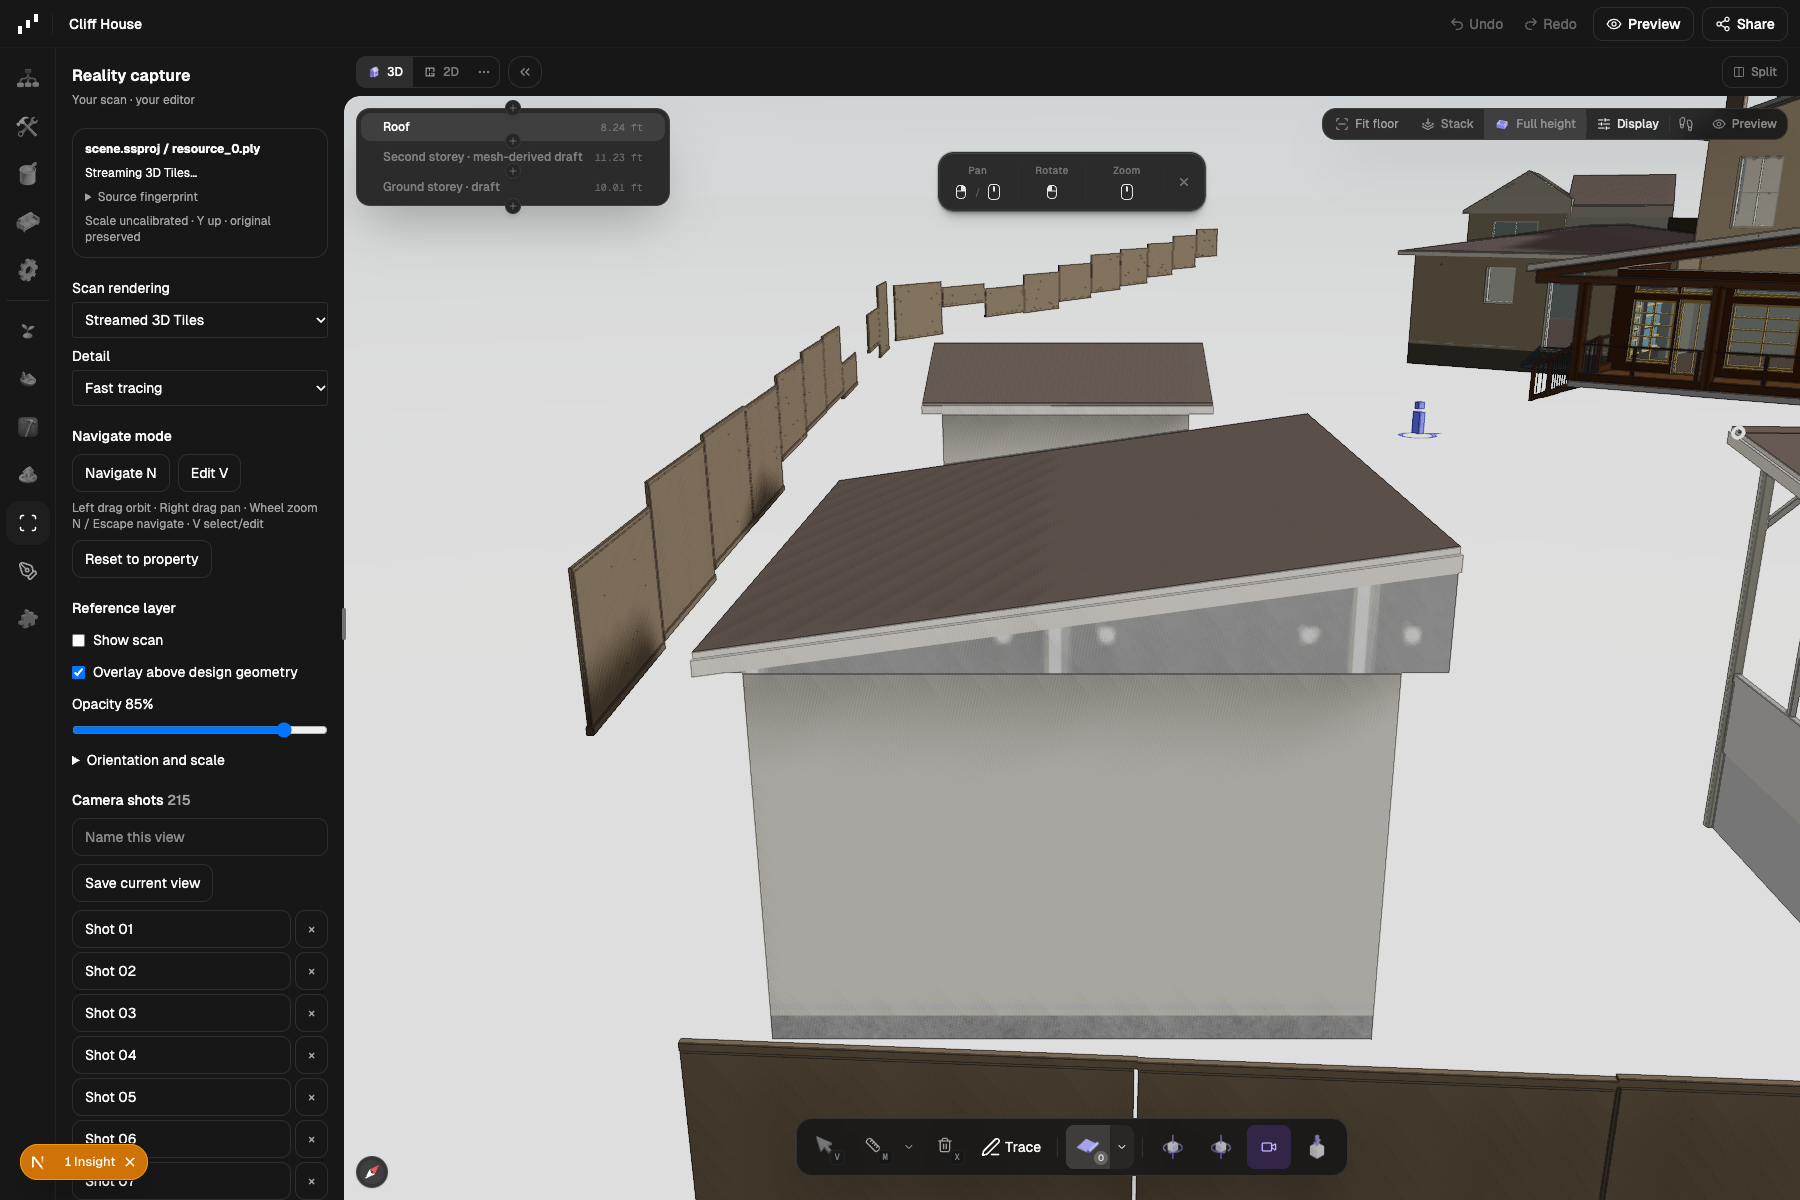 Cliff House
Undo
Redo
Preview
Share
Reality capture
Your scan · your editor
scene.ssproj / resource_0.ply
Streaming 3D Tiles…
Source fingerprint
Scale uncalibrated · Y up · original
preserved
Scan rendering
Streamed 3D Tiles
Detail
Fast tracing
Navigate mode
Navigate N
Edit V
Left drag orbit · Right drag pan · Wheel zoom
N / Escape navigate · V select/edit
Reset to property
Reference layer
Show scan
Overlay above design geometry
Opacity 85%
Orientation and scale
Camera shots 215
Name this view
Save current view
Shot 01
Shot 02
Shot 03
Shot 04
Shot 05
Shot 06
Shot 07
N 1 Insight
3D
2D
Split
Roof 8.24 ft
Second storey · mesh-derived draft 11.23 ft
Ground storey · draft 10.01 ft
Pan
Rotate
Zoom
Fit floor
Stack
Full height
Display
Preview
V
M
X
Trace
0